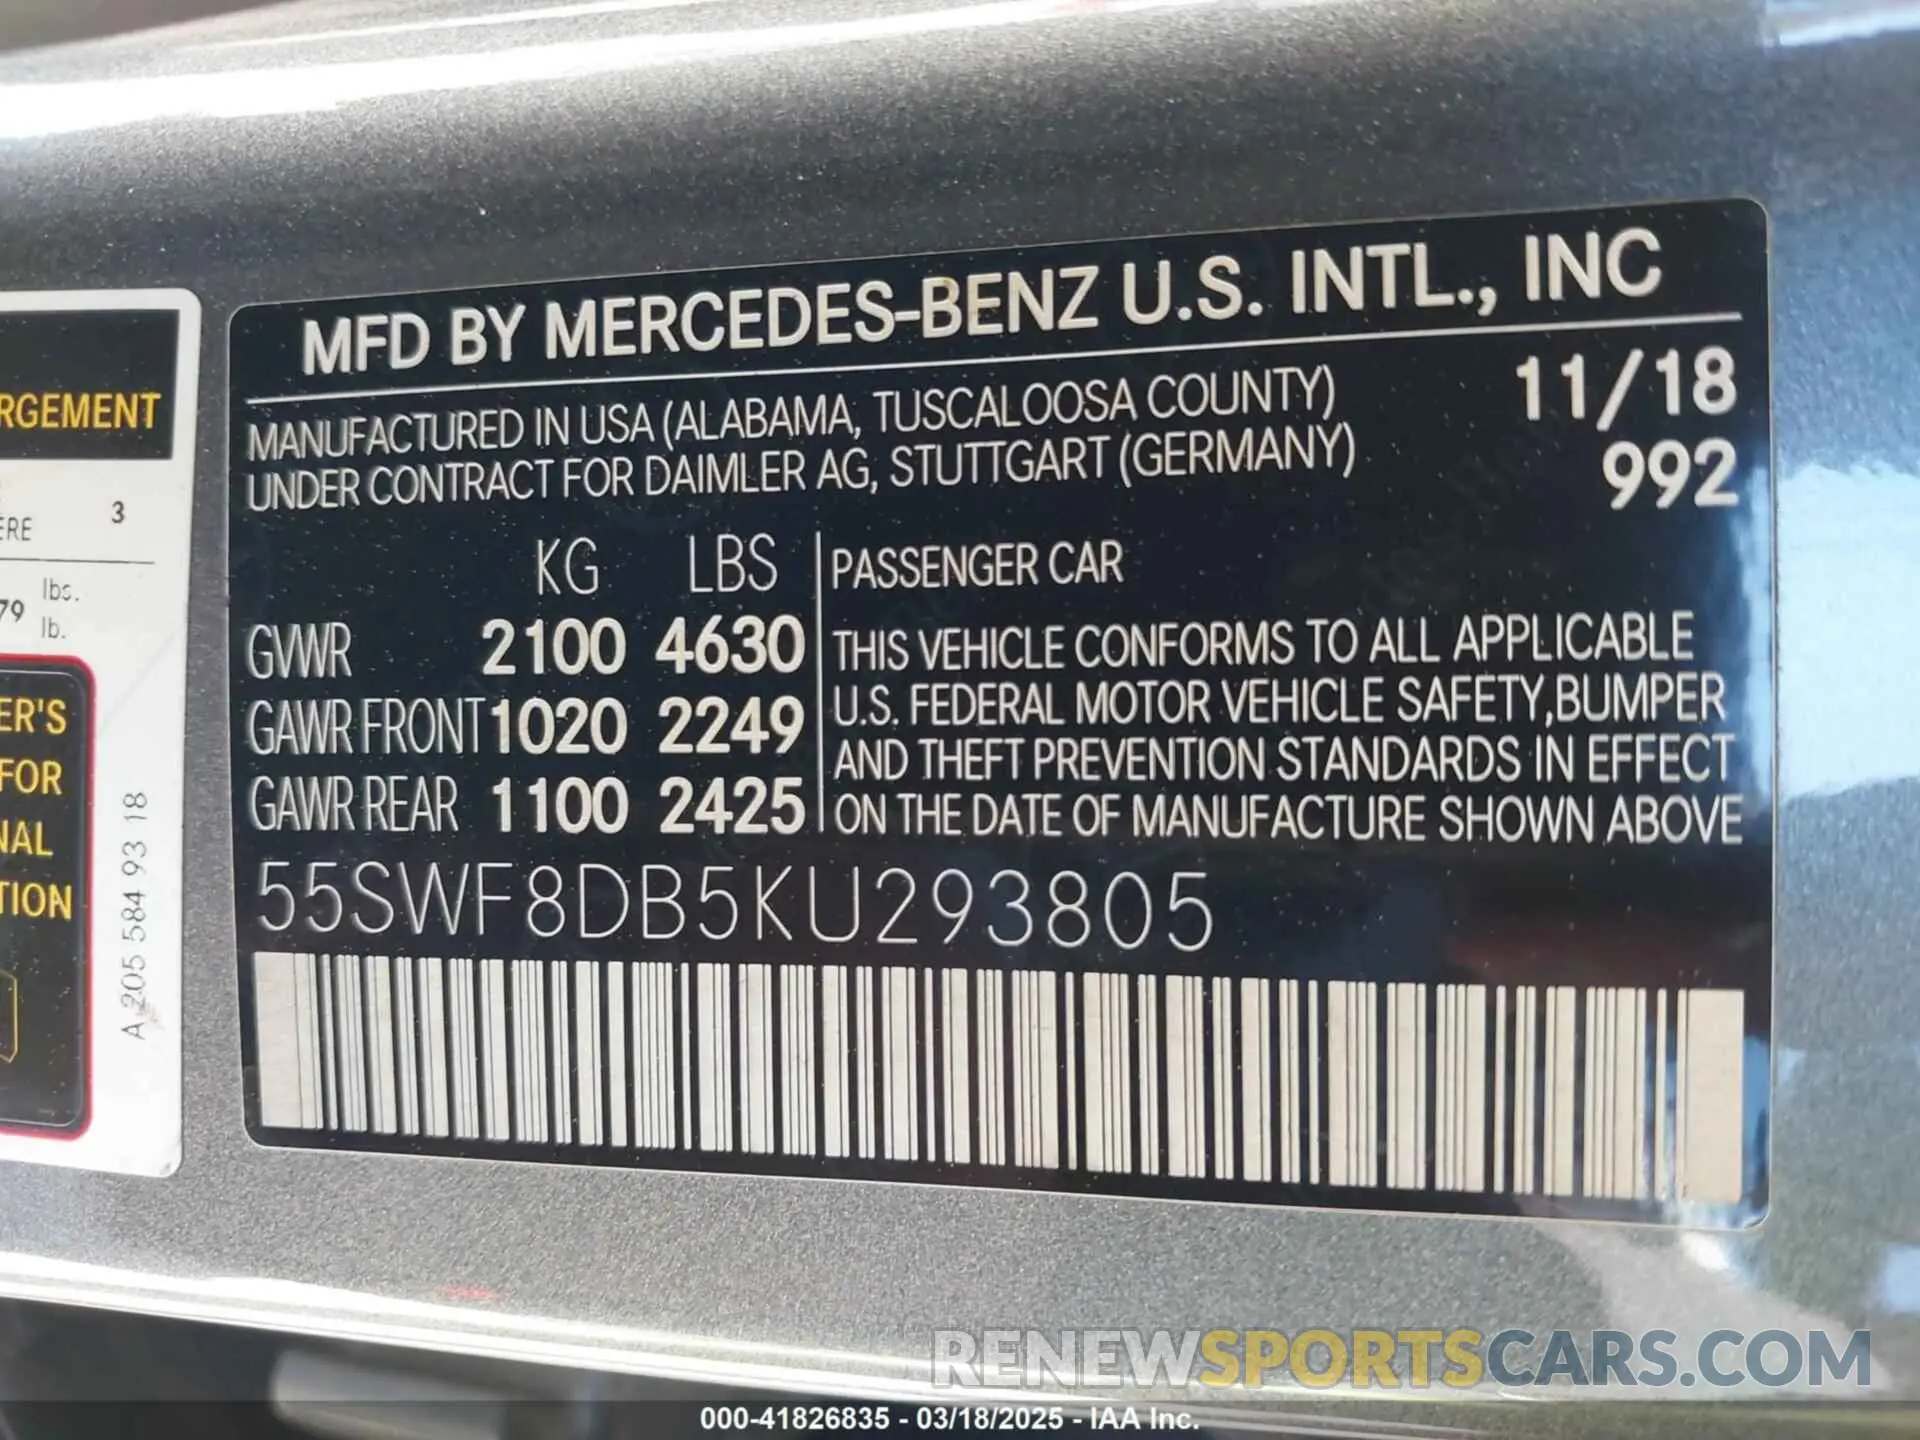 RGEMENT
ERE 3
79 lbs.
lb.
ER'S
FOR
NAL
TION
A 205 584 93 18
MFD BY MERCEDES-BENZ U.S. INTL., INC
MANUFACTURED IN USA (ALABAMA, TUSCALOOSA COUNTY) 11/18
UNDER CONTRACT FOR DAIMLER AG, STUTTGART (GERMANY) 992
KG LBS
GVWR 2100 4630
GAWR FRONT 1020 2249
GAWR REAR 1100 2425
PASSENGER CAR
THIS VEHICLE CONFORMS TO ALL APPLICABLE
U.S. FEDERAL MOTOR VEHICLE SAFETY,BUMPER
AND THEFT PREVENTION STANDARDS IN EFFECT
ON THE DATE OF MANUFACTURE SHOWN ABOVE
55SWF8DB5KU293805
RENEWSPORTSCARS.COM
000-41826835 - 03/18/2025 - IAA Inc.